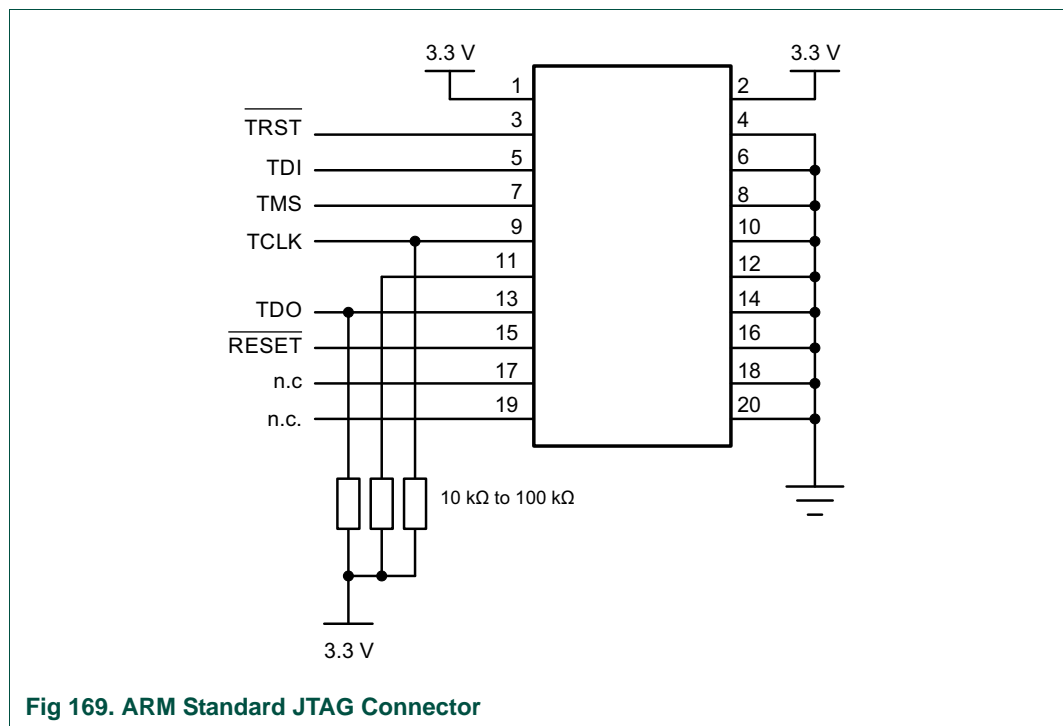 3.3 V 3.3 V
1 2
TRST 3 4
TDI 5 6
TMS 7 8
TCLK 9 10
11 12
TDO 13 14
RESET 15 16
n.c 17 18
n.c. 19 20
10 kΩ to 100 kΩ
3.3 V
Fig 169. ARM Standard JTAG Connector